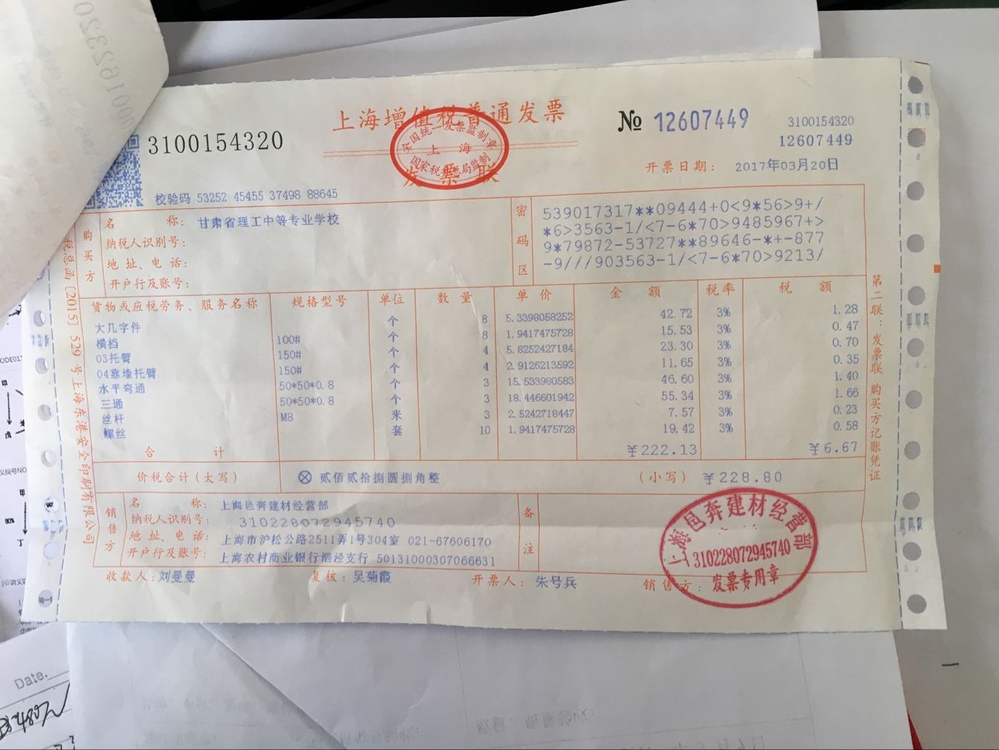 上海增值税普通发票
发票联
全国统一发票监制章
上海
国家税务总局监制
3100154320
№ 12607449
3100154320
12607449
开票日期: 2017年03月20日
校验码 53252 45455 37498 88645
购买方
名 称: 甘肃省理工中等专业学校
纳税人识别号:
地 址、电 话:
开户行及账号:
密码区
539017317**09444+0<9*56>9+/
*6>3563-1/<7-6*70>9485967+>
9*79872-53727**89646-*+-877
-9///903563-1/<7-6*70>9213/
货物或应税劳务、服务名称 规格型号 单位 数 量 单 价 金 额 税率 税 额
大几字件 个 8 5.3398058252 42.72 3% 1.28
横档 100# 个 8 1.9417475728 15.53 3% 0.47
03托臂 150# 个 4 5.8252427184 23.30 3% 0.70
04靠墙托臂 150# 个 4 2.9126213592 11.65 3% 0.35
水平弯通 50*50*0.8 个 3 15.533980583 46.60 3% 1.40
三通 50*50*0.8 个 3 18.446601942 55.34 3% 1.66
丝杆 M8 米 3 2.5242718447 7.57 3% 0.23
螺丝 套 10 1.9417475728 19.42 3% 0.58
合 计 ¥222.13 ¥6.67
价税合计(大写) ⊗ 贰佰贰拾捌圆捌角整 (小写) ¥228.80
销售方
名 称: 上海邑奔建材经营部
纳税人识别号: 310228072945740
地 址、电 话: 上海市沪松公路2511弄1号304室 021-67606170
开户行及账号: 上海农村商业银行泗泾支行 50131000307066631
备注
收款人: 刘曼曼 复核: 吴菊霞 开票人: 朱号兵 销售方:
上海邑奔建材经营部
310228072945740
发票专用章
税总函〔2015〕529号上海东港安全印刷有限公司
第二联:发票联 购买方记账凭证
Date.